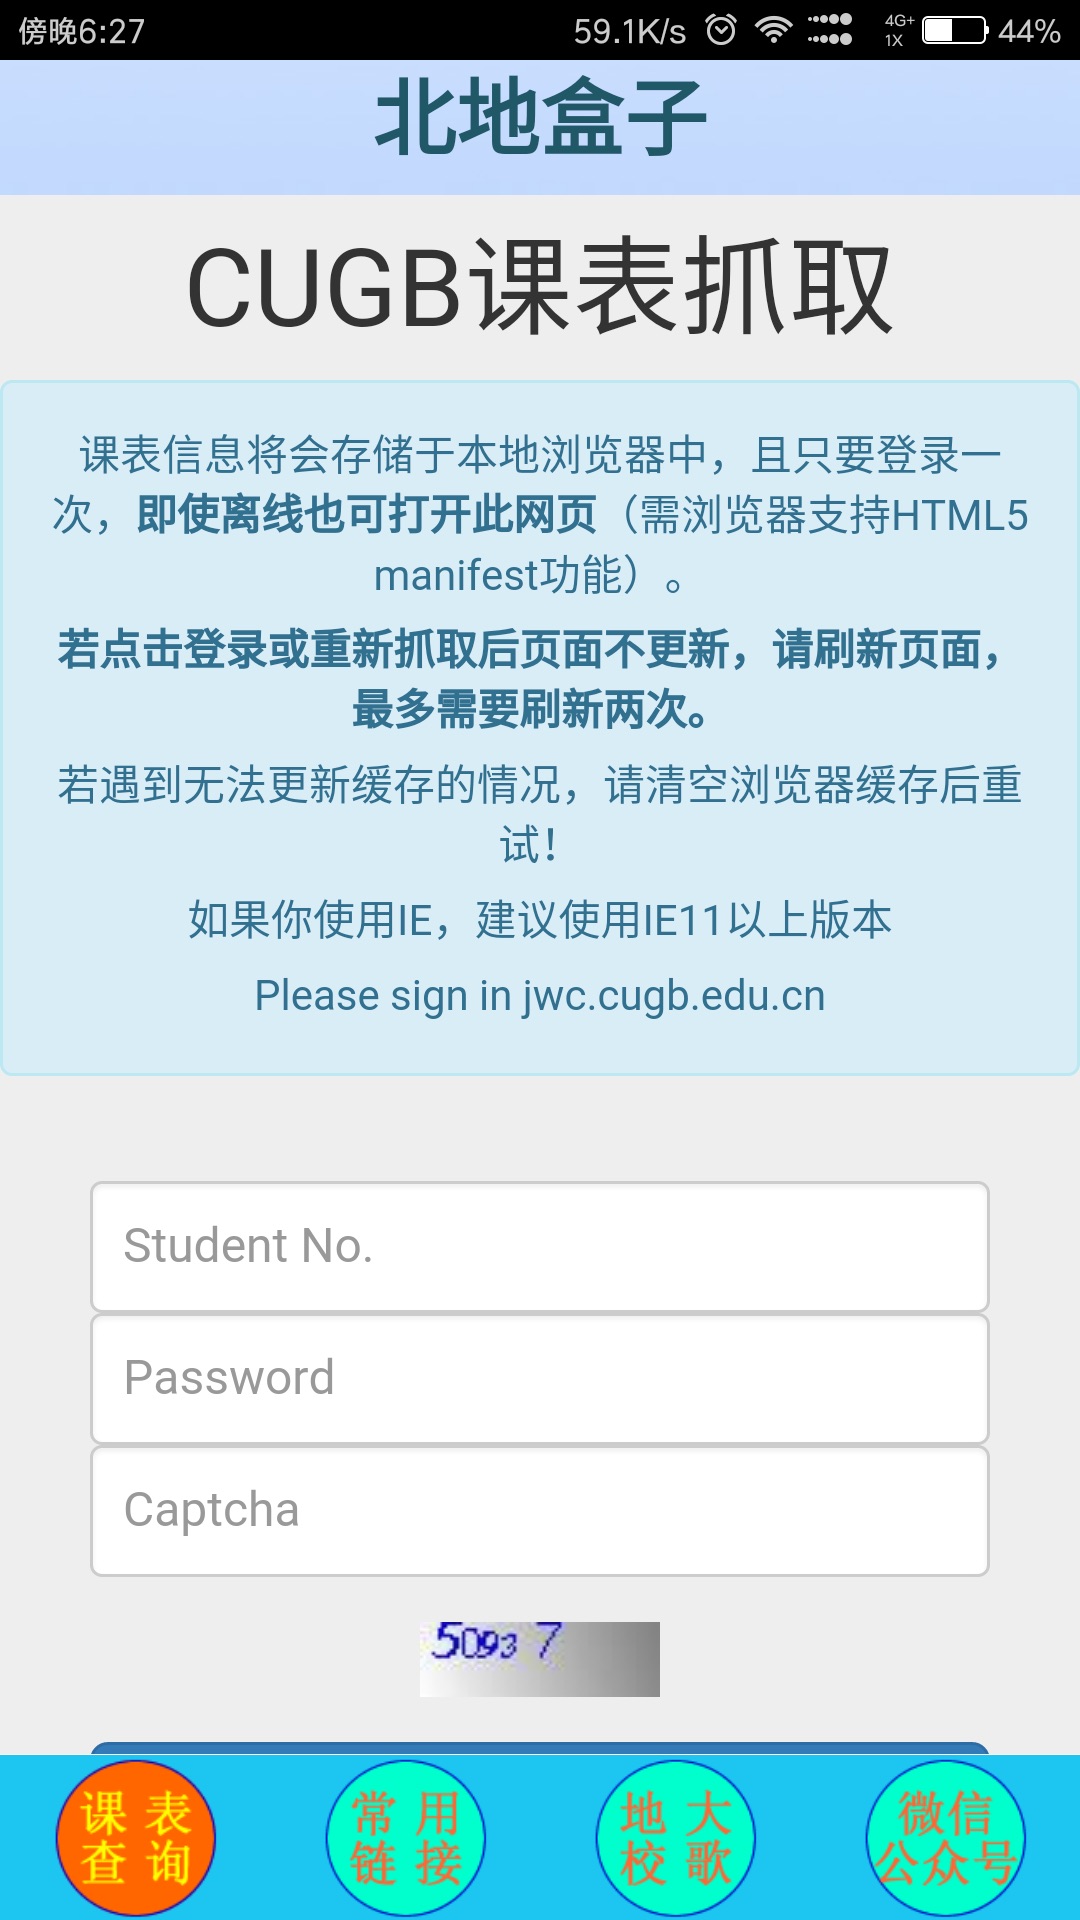 傍晚6:27 59.1K/s 4G+ 1X 44%
北地盒子
CUGB课表抓取
课表信息将会存储于本地浏览器中，且只要登录一
次，即使离线也可打开此网页（需浏览器支持HTML5
manifest功能）。
若点击登录或重新抓取后页面不更新，请刷新页面，
最多需要刷新两次。
若遇到无法更新缓存的情况，请清空浏览器缓存后重
试！
如果你使用IE，建议使用IE11以上版本
Please sign in jwc.cugb.edu.cn
Student No.
Password
Captcha
50937
课表 常用 地大 微信
查询 链接 校歌 公众号